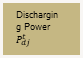 Dischargin
g Power
P_{dj}^{t}